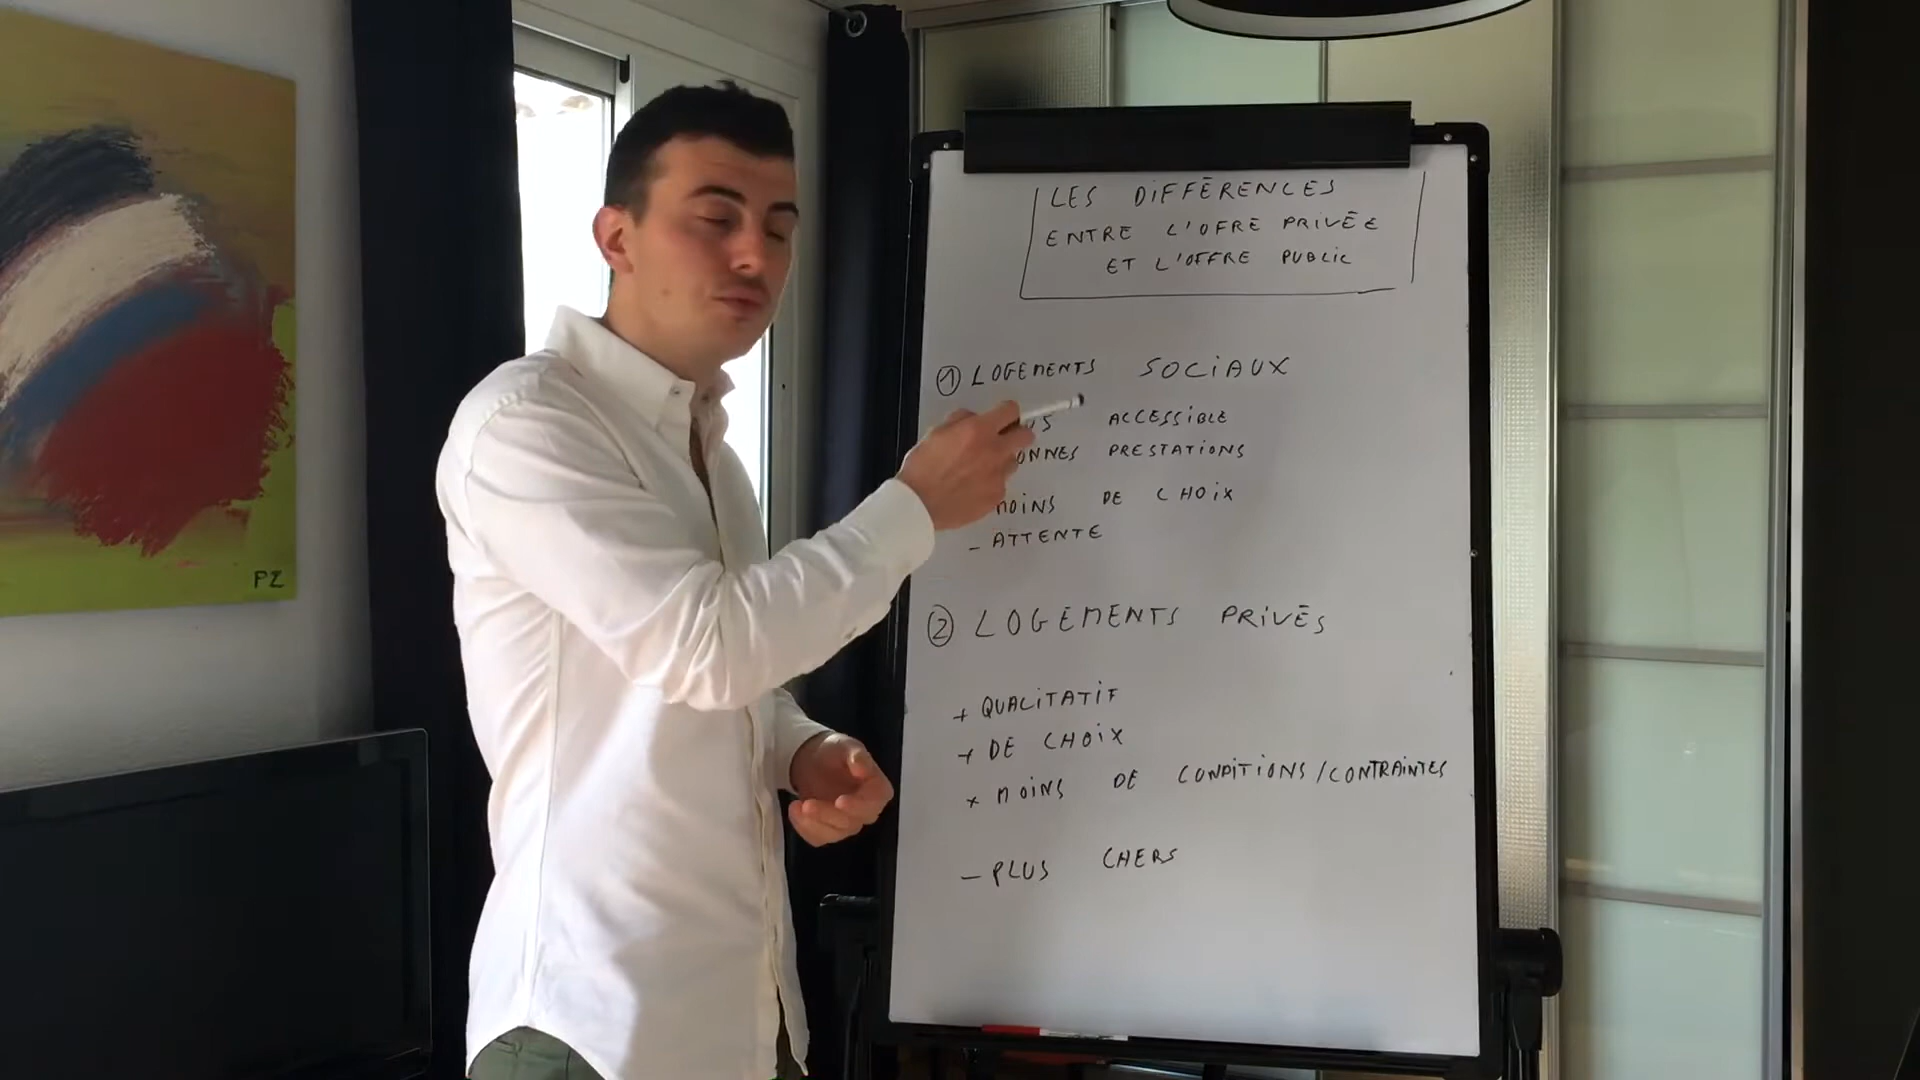 LES DIFFÉRENCES
ENTRE L'OFRE PRIVÉE
ET L'OFFRE PUBLIC
① LOGEMENTS SOCIAUX
ACCESSIBLE
PRESTATIONS
MOINS DE CHOIX
- ATTENTE
② LOGEMENTS PRIVÉS
+ QUALITATIF
+ DE CHOIX
+ MOINS DE CONDITIONS/CONTRAINTES
- PLUS CHERS
PZ